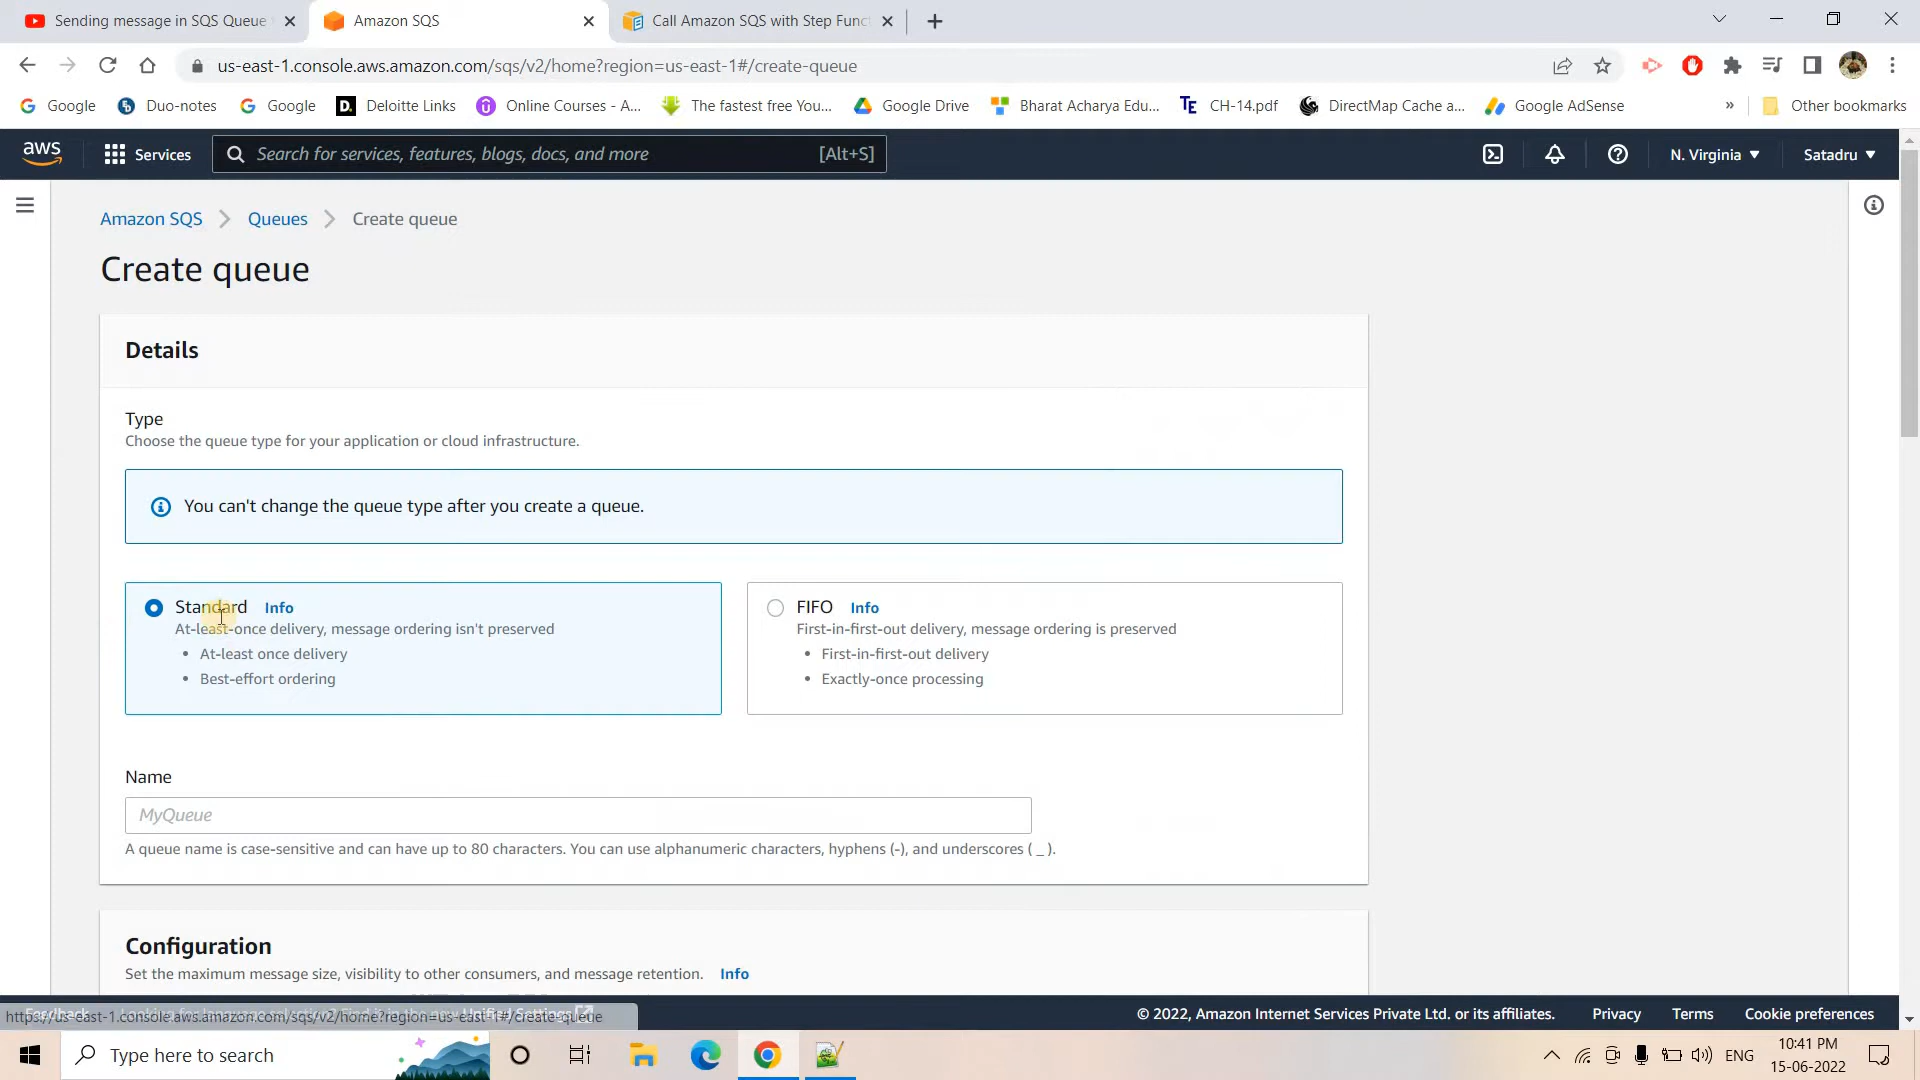 Sending message in SQS Queue
Amazon SQS
Call Amazon SQS with Step Func
us-east-1.console.aws.amazon.com/sqs/v2/home?region=us-east-1#/create-queue
Google
Duo-notes
Google
D.
Deloitte Links
Online Courses - A...
The fastest free You...
Google Drive
Bharat Acharya Edu...
TE
CH-14.pdf
DirectMap Cache a...
Google AdSense
»
Other bookmarks
aws
Services
Search for services, features, blogs, docs, and more
[Alt+S]
N. Virginia
Satadru
Amazon SQS
Queues
Create queue
Create queue
Details
Type
Choose the queue type for your application or cloud infrastructure.
You can't change the queue type after you create a queue.
Standard Info
At-least-once delivery, message ordering isn't preserved
• At-least once delivery
• Best-effort ordering
FIFO Info
First-in-first-out delivery, message ordering is preserved
• First-in-first-out delivery
• Exactly-once processing
Name
MyQueue
A queue name is case-sensitive and can have up to 80 characters. You can use alphanumeric characters, hyphens (-), and underscores ( _ ).
Configuration
Set the maximum message size, visibility to other consumers, and message retention. Info
https://us-east-1.console.aws.amazon.com/sqs/v2/home?region=us-east-1#/create-queue
© 2022, Amazon Internet Services Private Ltd. or its affiliates.
Privacy
Terms
Cookie preferences
Type here to search
ENG
10:41 PM
15-06-2022